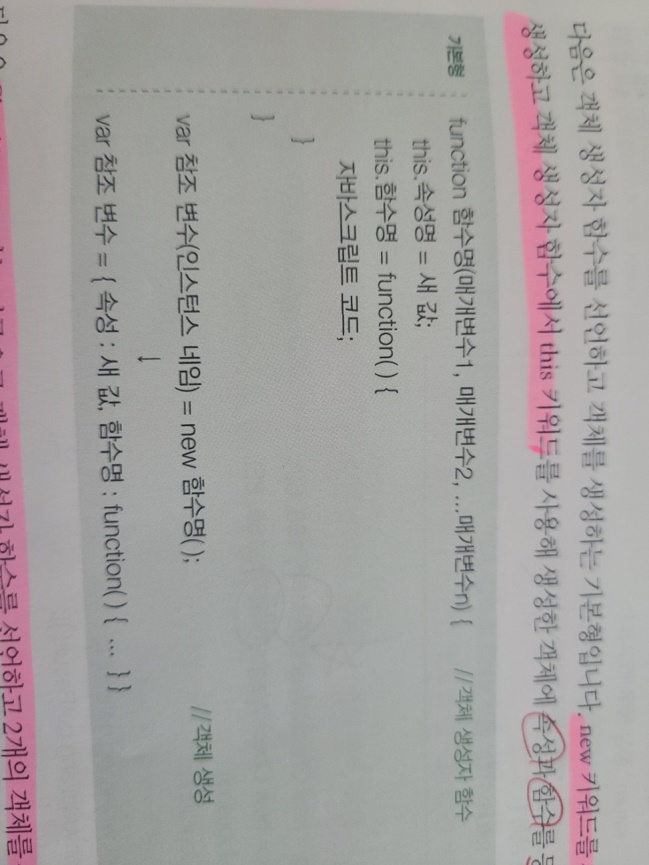 다음은 객체 생성자 함수를 선언하고 객체를 생성하는 기본형입니다. new 키워드를
생성하고 객체 생성자 함수에서 this 키워드를 사용해 생성한 객체에 속성과 함수를
기본형
function 함수명(매개변수1, 매개변수2, ...매개변수n) { //객체 생성자 함수
this.속성명 = 새 값;
this.함수명 = function() {
자바스크립트 코드;
}
}
var 참조 변수(인스턴스 네임) = new 함수명(); //객체 생성
↓
var 참조 변수 = { 속성 : 새 값, 함수명 : function() { ... } }
객체 생성자 함수를 선언하고 2개의 객체를